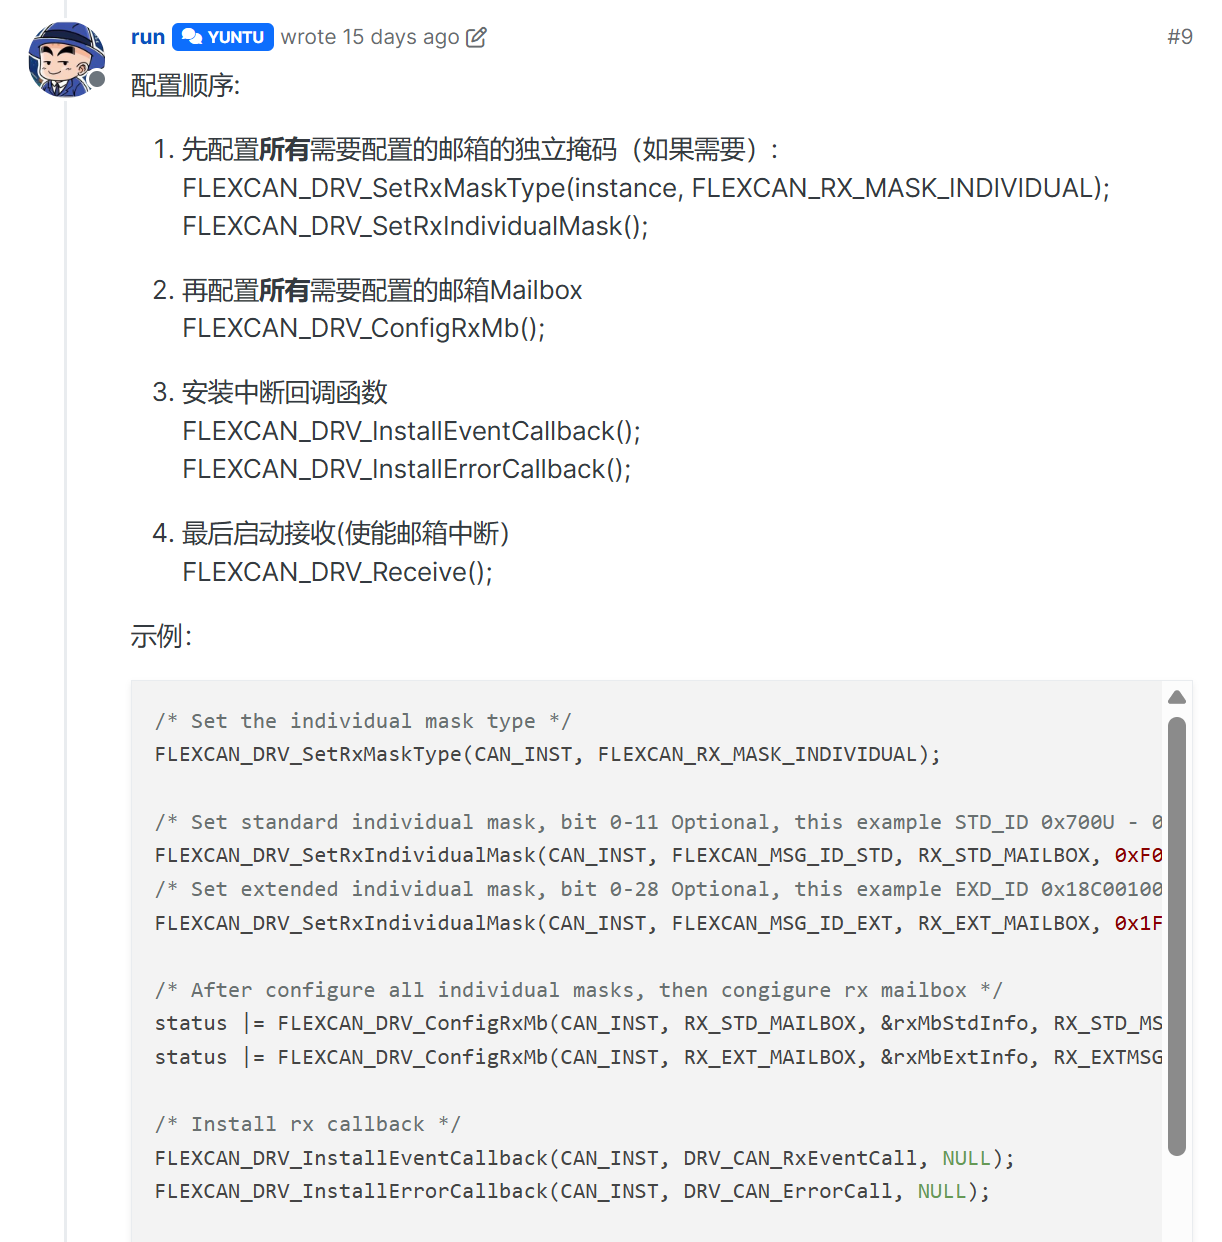 run YUNTU wrote 15 days ago #9
配置顺序:
1. 先配置所有需要配置的邮箱的独立掩码（如果需要）:
FLEXCAN_DRV_SetRxMaskType(instance, FLEXCAN_RX_MASK_INDIVIDUAL);
FLEXCAN_DRV_SetRxIndividualMask();
2. 再配置所有需要配置的邮箱Mailbox
FLEXCAN_DRV_ConfigRxMb();
3. 安装中断回调函数
FLEXCAN_DRV_InstallEventCallback();
FLEXCAN_DRV_InstallErrorCallback();
4. 最后启动接收(使能邮箱中断）
FLEXCAN_DRV_Receive();
示例:
/* Set the individual mask type */
FLEXCAN_DRV_SetRxMaskType(CAN_INST, FLEXCAN_RX_MASK_INDIVIDUAL);
/* Set standard individual mask, bit 0-11 Optional, this example STD_ID 0x700U - 0
FLEXCAN_DRV_SetRxIndividualMask(CAN_INST, FLEXCAN_MSG_ID_STD, RX_STD_MAILBOX, 0xF0
/* Set extended individual mask, bit 0-28 Optional, this example EXD_ID 0x18C00100
FLEXCAN_DRV_SetRxIndividualMask(CAN_INST, FLEXCAN_MSG_ID_EXT, RX_EXT_MAILBOX, 0x1F
/* After configure all individual masks, then congigure rx mailbox */
status |= FLEXCAN_DRV_ConfigRxMb(CAN_INST, RX_STD_MAILBOX, &rxMbStdInfo, RX_STD_MS
status |= FLEXCAN_DRV_ConfigRxMb(CAN_INST, RX_EXT_MAILBOX, &rxMbExtInfo, RX_EXTMSG
/* Install rx callback */
FLEXCAN_DRV_InstallEventCallback(CAN_INST, DRV_CAN_RxEventCall, NULL);
FLEXCAN_DRV_InstallErrorCallback(CAN_INST, DRV_CAN_ErrorCall, NULL);